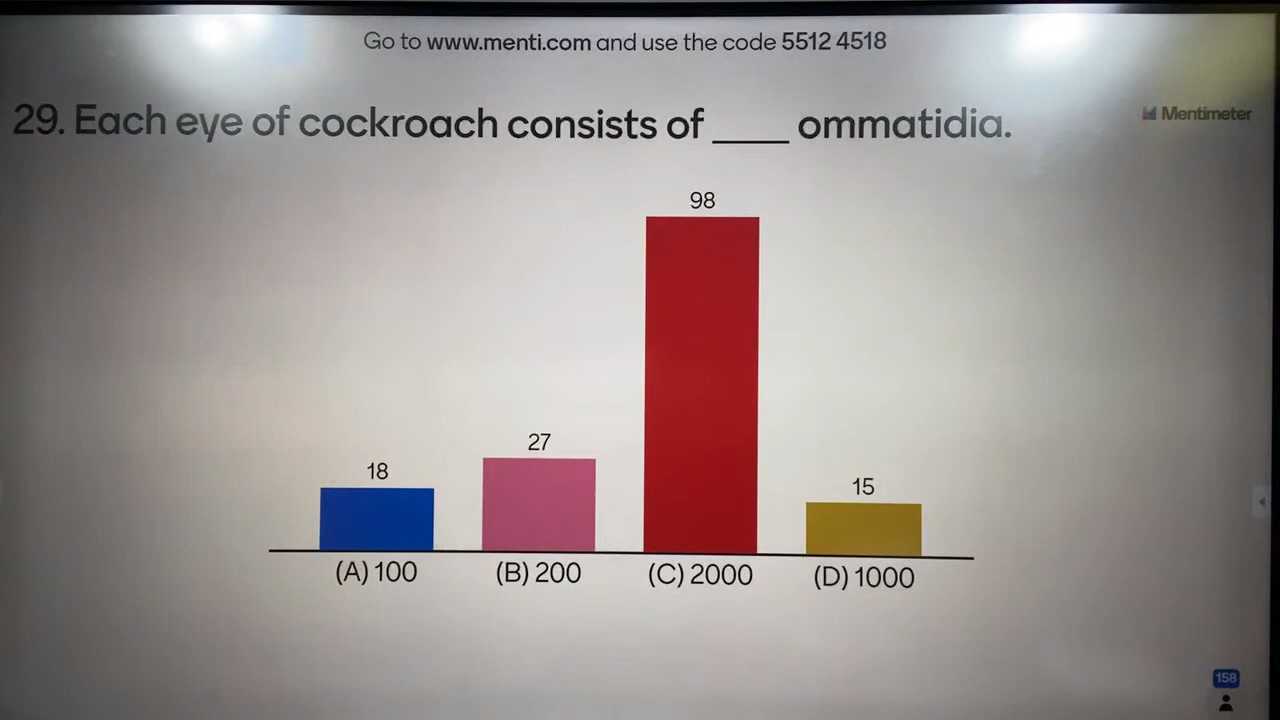 Go to www.menti.com and use the code 5512 4518
29. Each eye of cockroach consists of ____ ommatidia.
Mentimeter
98
27
18
15
(A) 100
(B) 200
(C) 2000
(D) 1000
158